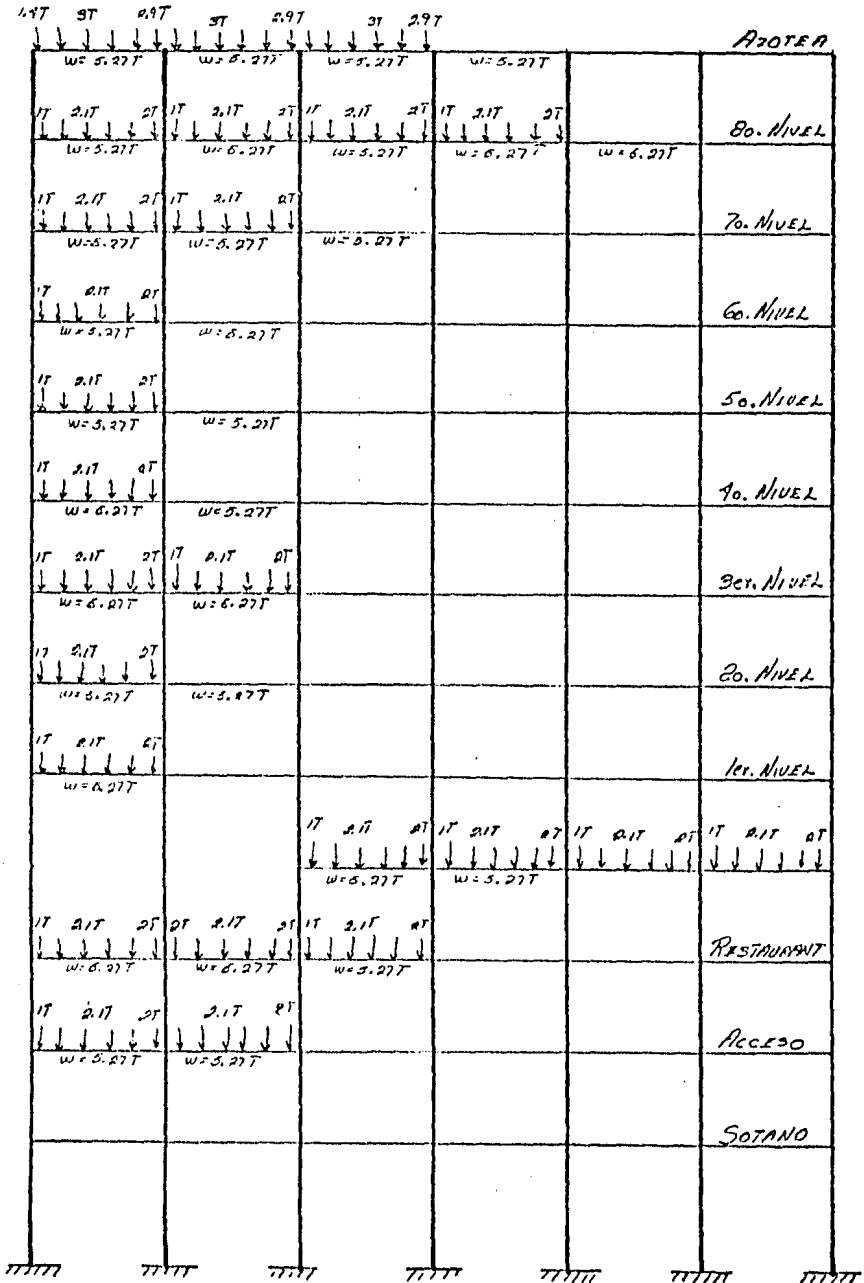 1.4T 3T 2.9T 3T 2.9T 3T 2.9T
AZOTEA
W=5.27T W=5.27T W=5.27T W=5.27T
1T 2.1T 2T 1T 2.1T 2T 1T 2.1T 2T 1T 2.1T 2T
8o. NIVEL
W=5.27T W=5.27T W=5.27T W=5.27T W=5.27T
1T 2.1T 2T 1T 2.1T 2T
7o. NIVEL
W=5.27T W=5.27T W=5.27T
1T 2.1T 2T
6o. NIVEL
W=5.27T W=5.27T
1T 2.1T 2T
5o. NIVEL
W=5.27T W=5.27T
1T 2.1T 2T
4o. NIVEL
W=5.27T W=5.27T
1T 2.1T 2T 1T 2.1T 2T
3er. NIVEL
W=5.27T W=5.27T
1T 2.1T 2T
2o. NIVEL
W=5.27T W=5.27T
1T 2.1T 2T
1er. NIVEL
W=5.27T
1T 2.1T 2T 1T 2.1T 2T 1T 2.1T 2T 1T 2.1T 2T
W=5.27T W=5.27T
1T 2.1T 2T 2T 2.1T 2T 1T 2.1T 2T
RESTAURANT
W=5.27T W=5.27T W=5.27T
1T 2.1T 2T 2.1T 2T
ACCESO
W=5.27T W=5.27T
SOTANO